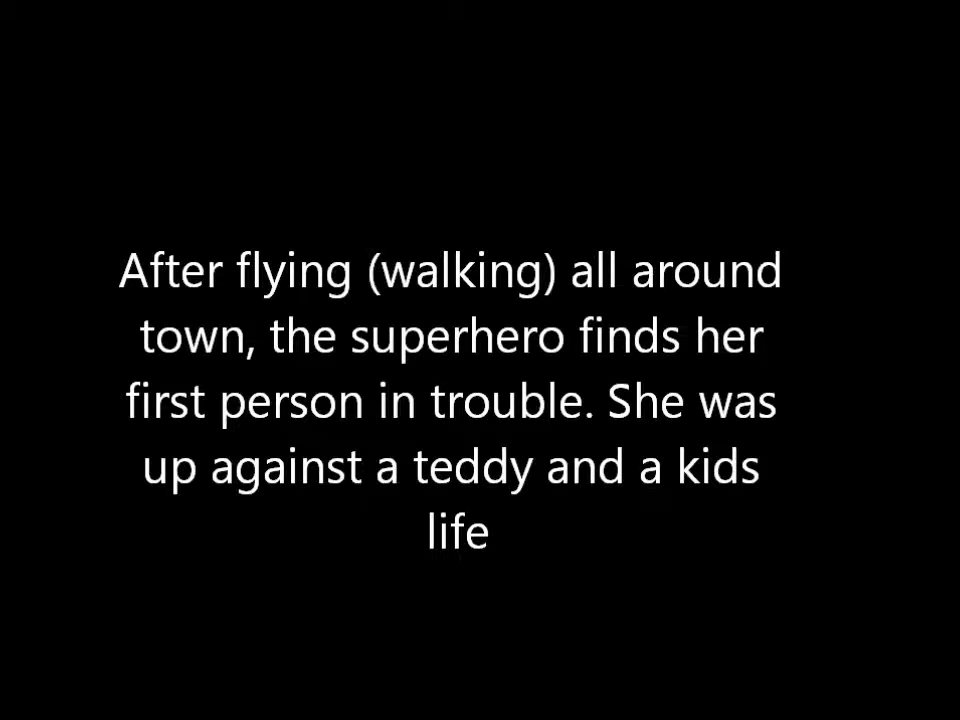 After flying (walking) all around
town, the superhero finds her
first person in trouble. She was
up against a teddy and a kids
life